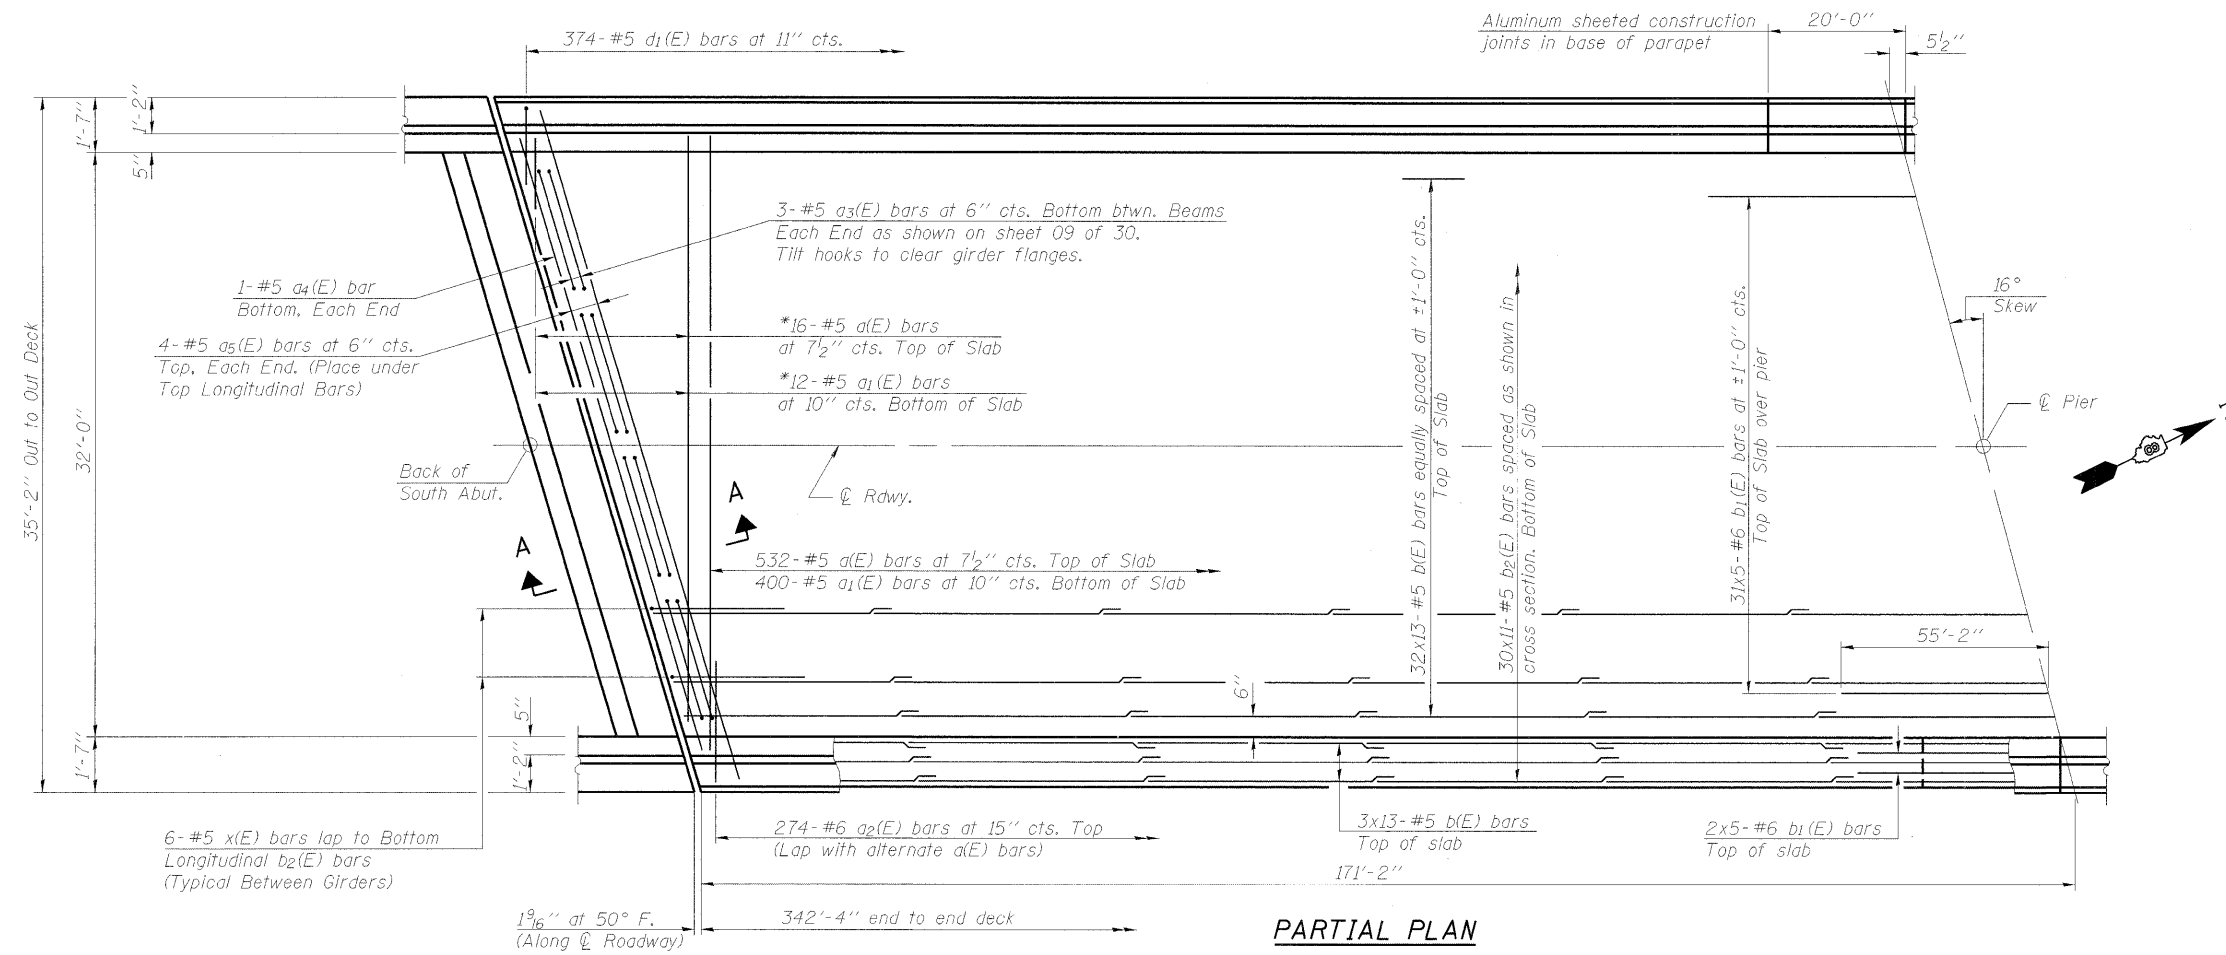 374-#5 d1(E) bars at 11" cts.
Aluminum sheeted construction
joints in base of parapet
20'-0"
5 1/2"
1'-7"
1'-2"
5"
3-#5 a3(E) bars at 6" cts. Bottom btwn. Beams
Each End as shown on sheet 09 of 30.
Tilt hooks to clear girder flanges.
1-#5 a4(E) bar
Bottom, Each End
4-#5 a5(E) bars at 6" cts.
Top, Each End. (Place under
Top Longitudinal Bars)
*16-#5 a(E) bars
at 7 1/2" cts. Top of Slab
*12-#5 a1(E) bars
at 10" cts. Bottom of Slab
35'-2" Out to Out Deck
32'-0"
32x13-#5 b(E) bars equally spaced at ±1'-0" cts.
Top of Slab
30x11-#5 b2(E) bars spaced as shown in
cross section. Bottom of Slab
31x5-#6 b1(E) bars at ±1'-0" cts.
Top of Slab over pier
16°
Skew
℄ Pier
88
Back of
South Abut.
℄ Rdwy.
A
A
532-#5 a(E) bars at 7 1/2" cts. Top of Slab
400-#5 a1(E) bars at 10" cts. Bottom of Slab
55'-2"
6"
5"
1'-7"
1'-2"
6-#5 x(E) bars lap to Bottom
Longitudinal b2(E) bars
(Typical Between Girders)
274-#6 a2(E) bars at 15" cts. Top
(Lap with alternate a(E) bars)
3x13-#5 b(E) bars
Top of slab
2x5-#6 b1(E) bars
Top of slab
171'-2"
1 9/16" at 50° F.
(Along ℄ Roadway)
342'-4" end to end deck
PARTIAL PLAN